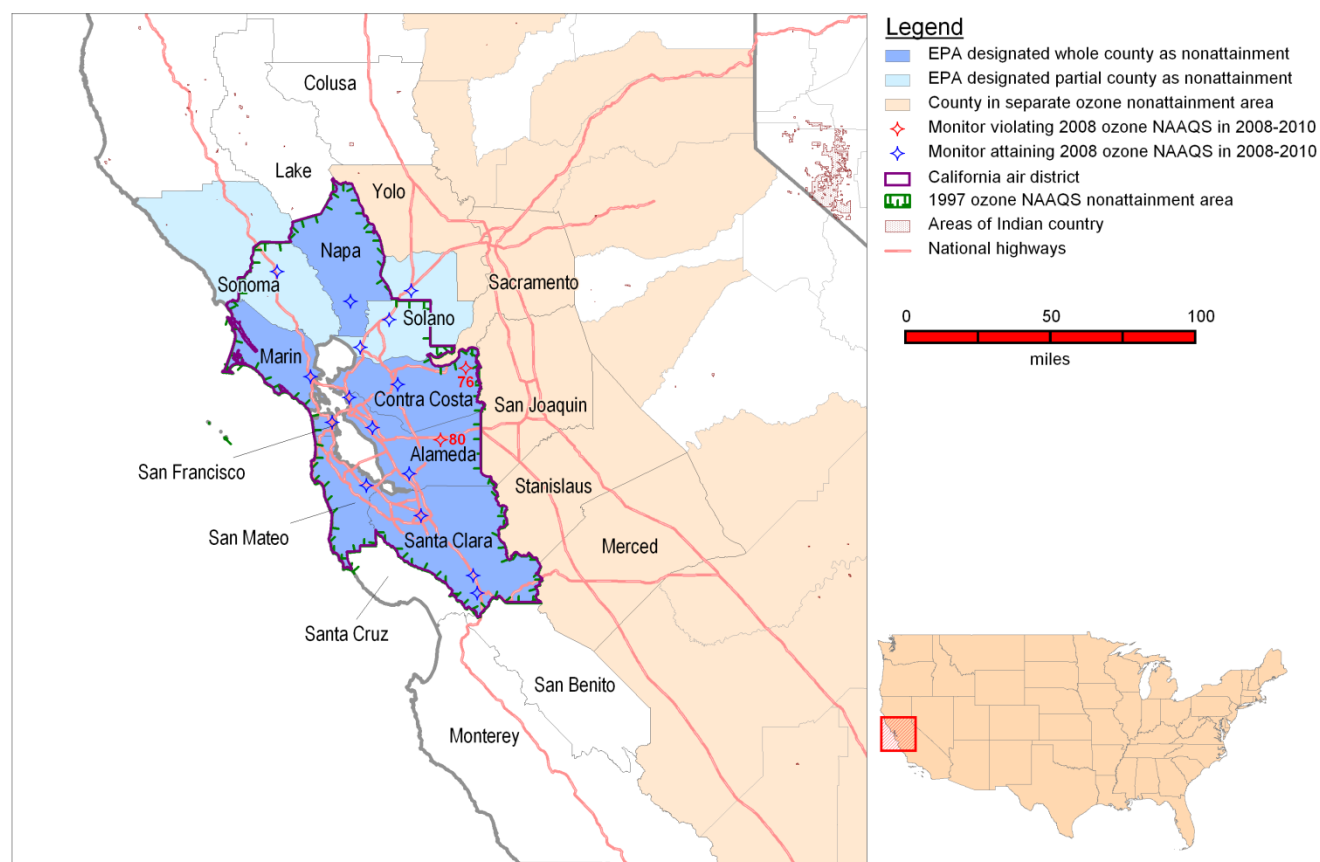 Legend
EPA designated whole county as nonattainment
EPA designated partial county as nonattainment
County in separate ozone nonattainment area
Monitor violating 2008 ozone NAAQS in 2008-2010
Monitor attaining 2008 ozone NAAQS in 2008-2010
California air district
1997 ozone NAAQS nonattainment area
Areas of Indian country
National highways
0 50 100
miles
Colusa
Lake
Yolo
Napa
Sacramento
Sonoma
Solano
Marin
76
Contra Costa
San Joaquin
80
Alameda
San Francisco
Stanislaus
San Mateo
Santa Clara
Merced
Santa Cruz
San Benito
Monterey